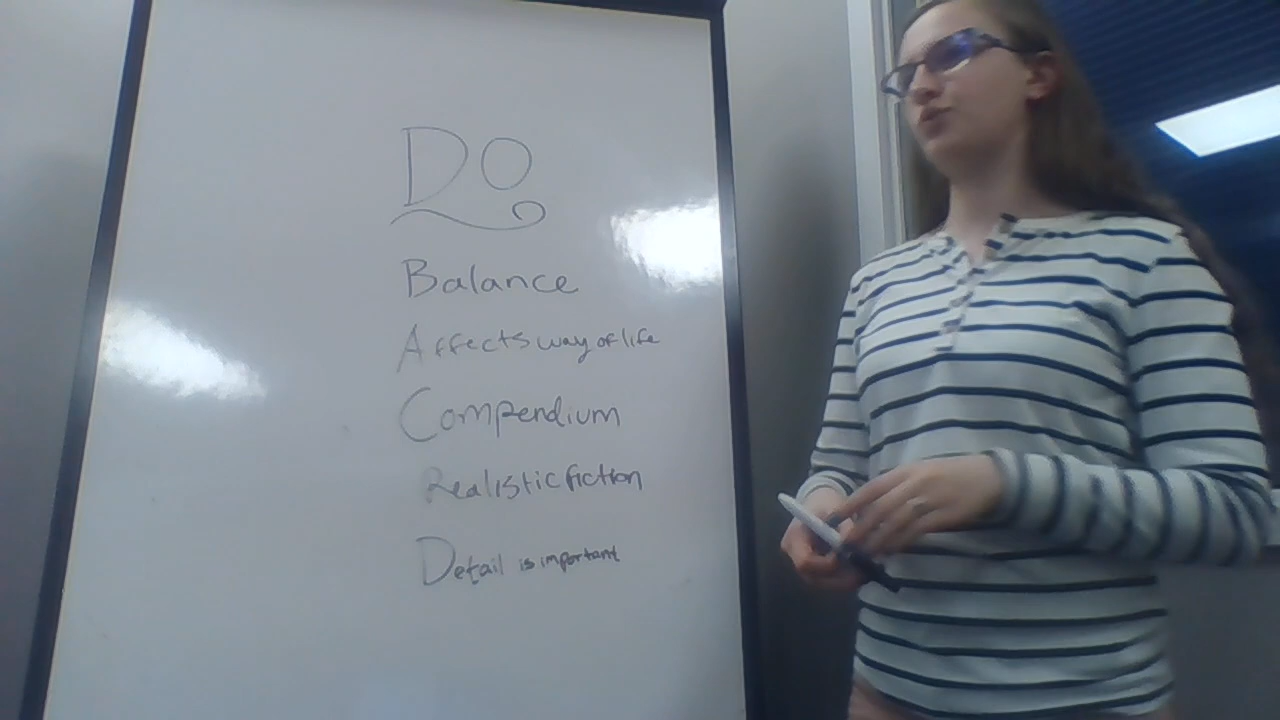 DO
Balance
Affects way of life
Compendium
Realistic fiction
Detail is important